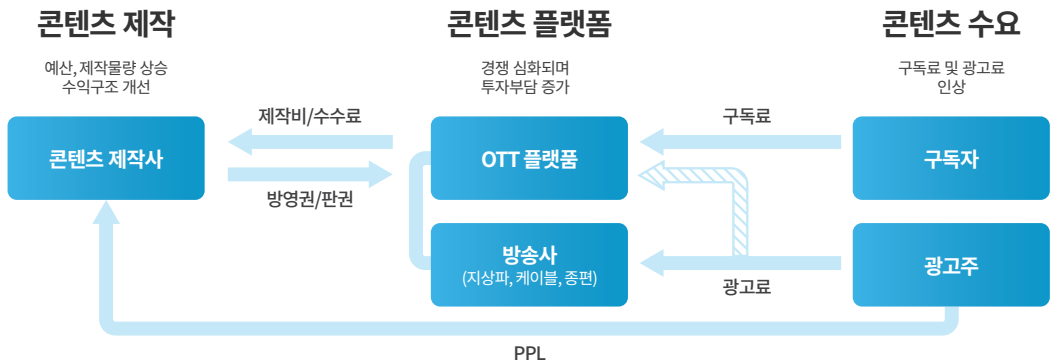 콘텐츠 제작
콘텐츠 플랫폼
콘텐츠 수요
예산, 제작물량 상승
수익구조 개선
경쟁 심화되며
투자부담 증가
구독료 및 광고료
인상
제작비/수수료
구독료
콘텐츠 제작사
OTT 플랫폼
구독자
방영권/판권
방송사
(지상파, 케이블, 종편)
광고주
광고료
PPL